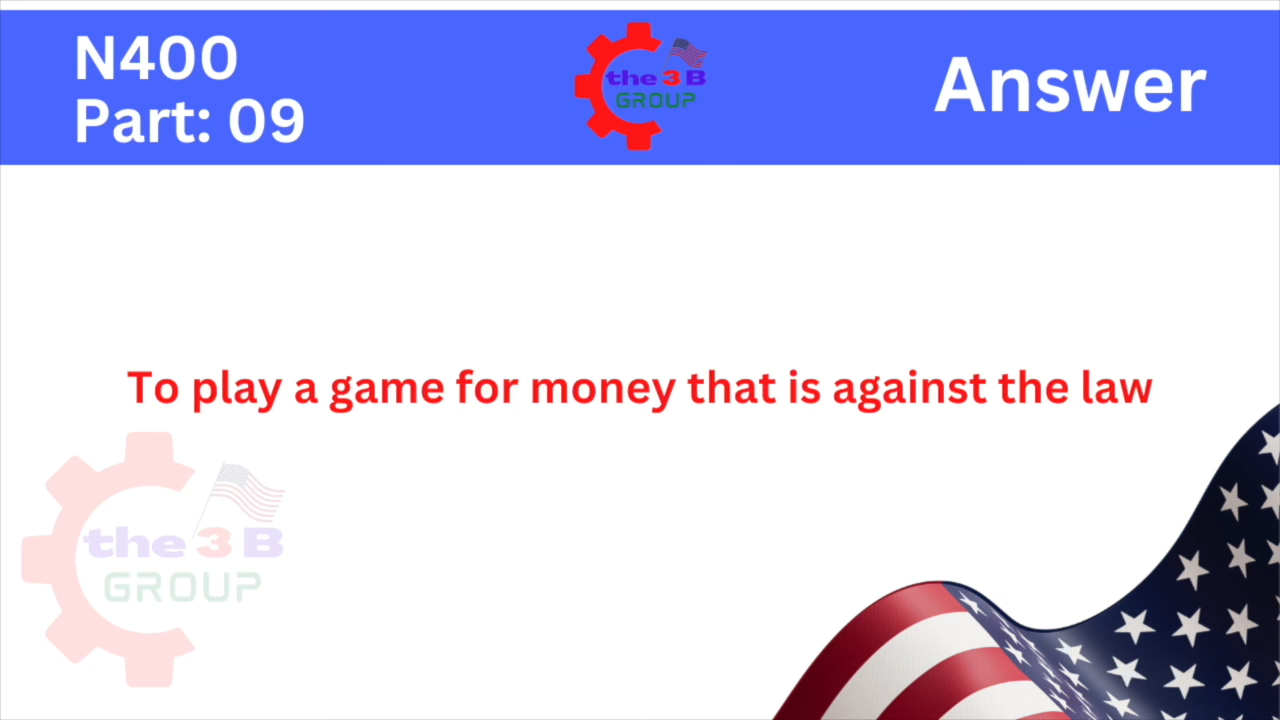 N400
Part: 09
the 3 B
GROUP
Answer
To play a game for money that is against the law
the 3 B
GROUP